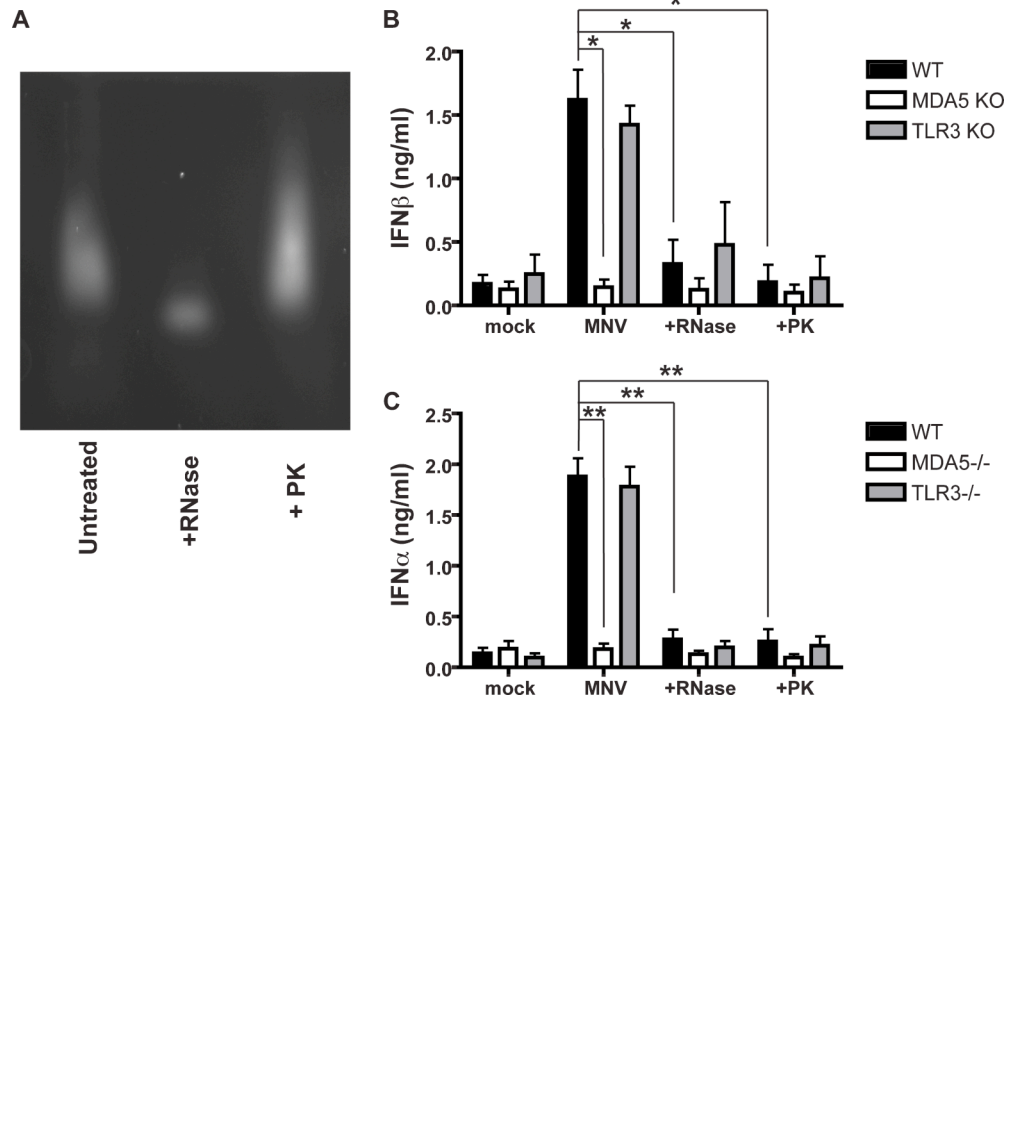 A
Untreated
+RNase
+ PK
B
*
*
*
IFNβ (ng/ml)
2.0
1.5
1.0
0.5
0.0
mock MNV +RNase +PK
WT
MDA5 KO
TLR3 KO
C
**
**
**
IFNα (ng/ml)
2.5
2.0
1.5
1.0
0.5
0.0
mock MNV +RNase +PK
WT
MDA5-/-
TLR3-/-